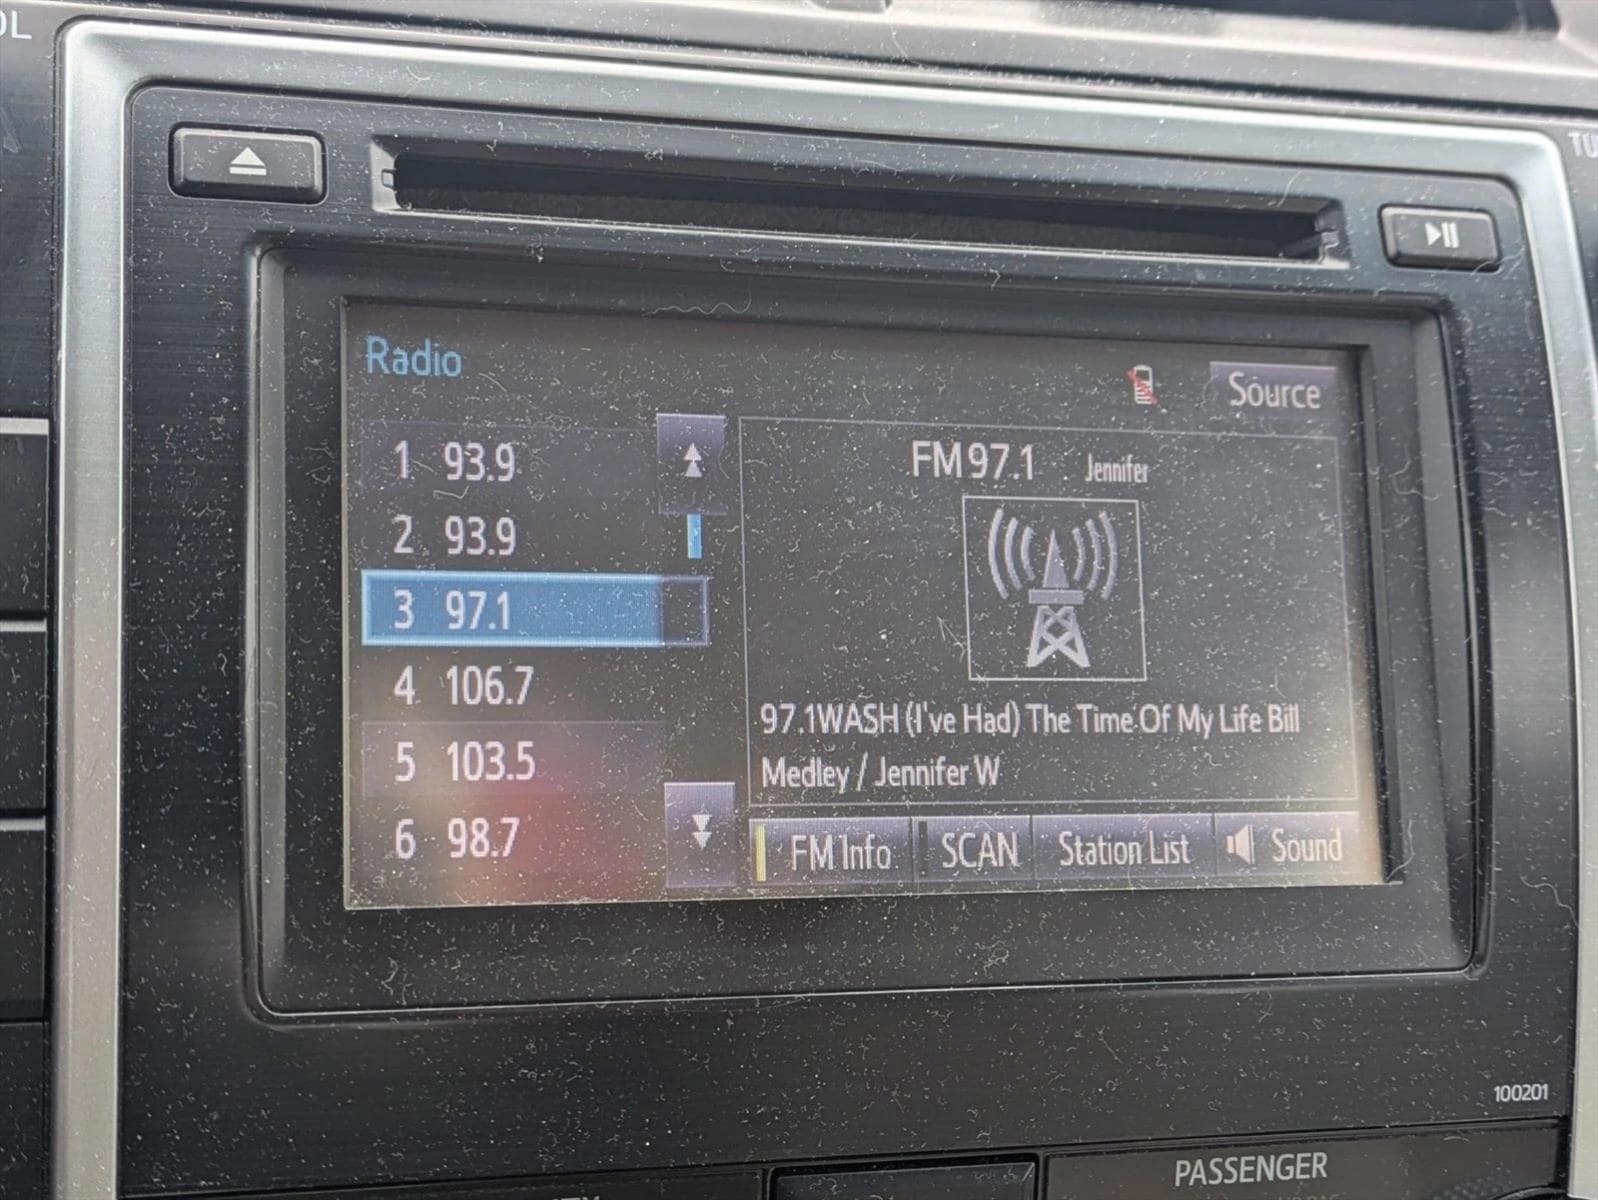 OL
TU
Radio
Source
1 93.9
2 93.9
3 97.1
4 106.7
5 103.5
6 98.7
FM 97.1 Jennifer
97.1WASH (I've Had) The Time Of My Life Bill
Medley / Jennifer W
FM Info SCAN Station List Sound
100201
PASSENGER